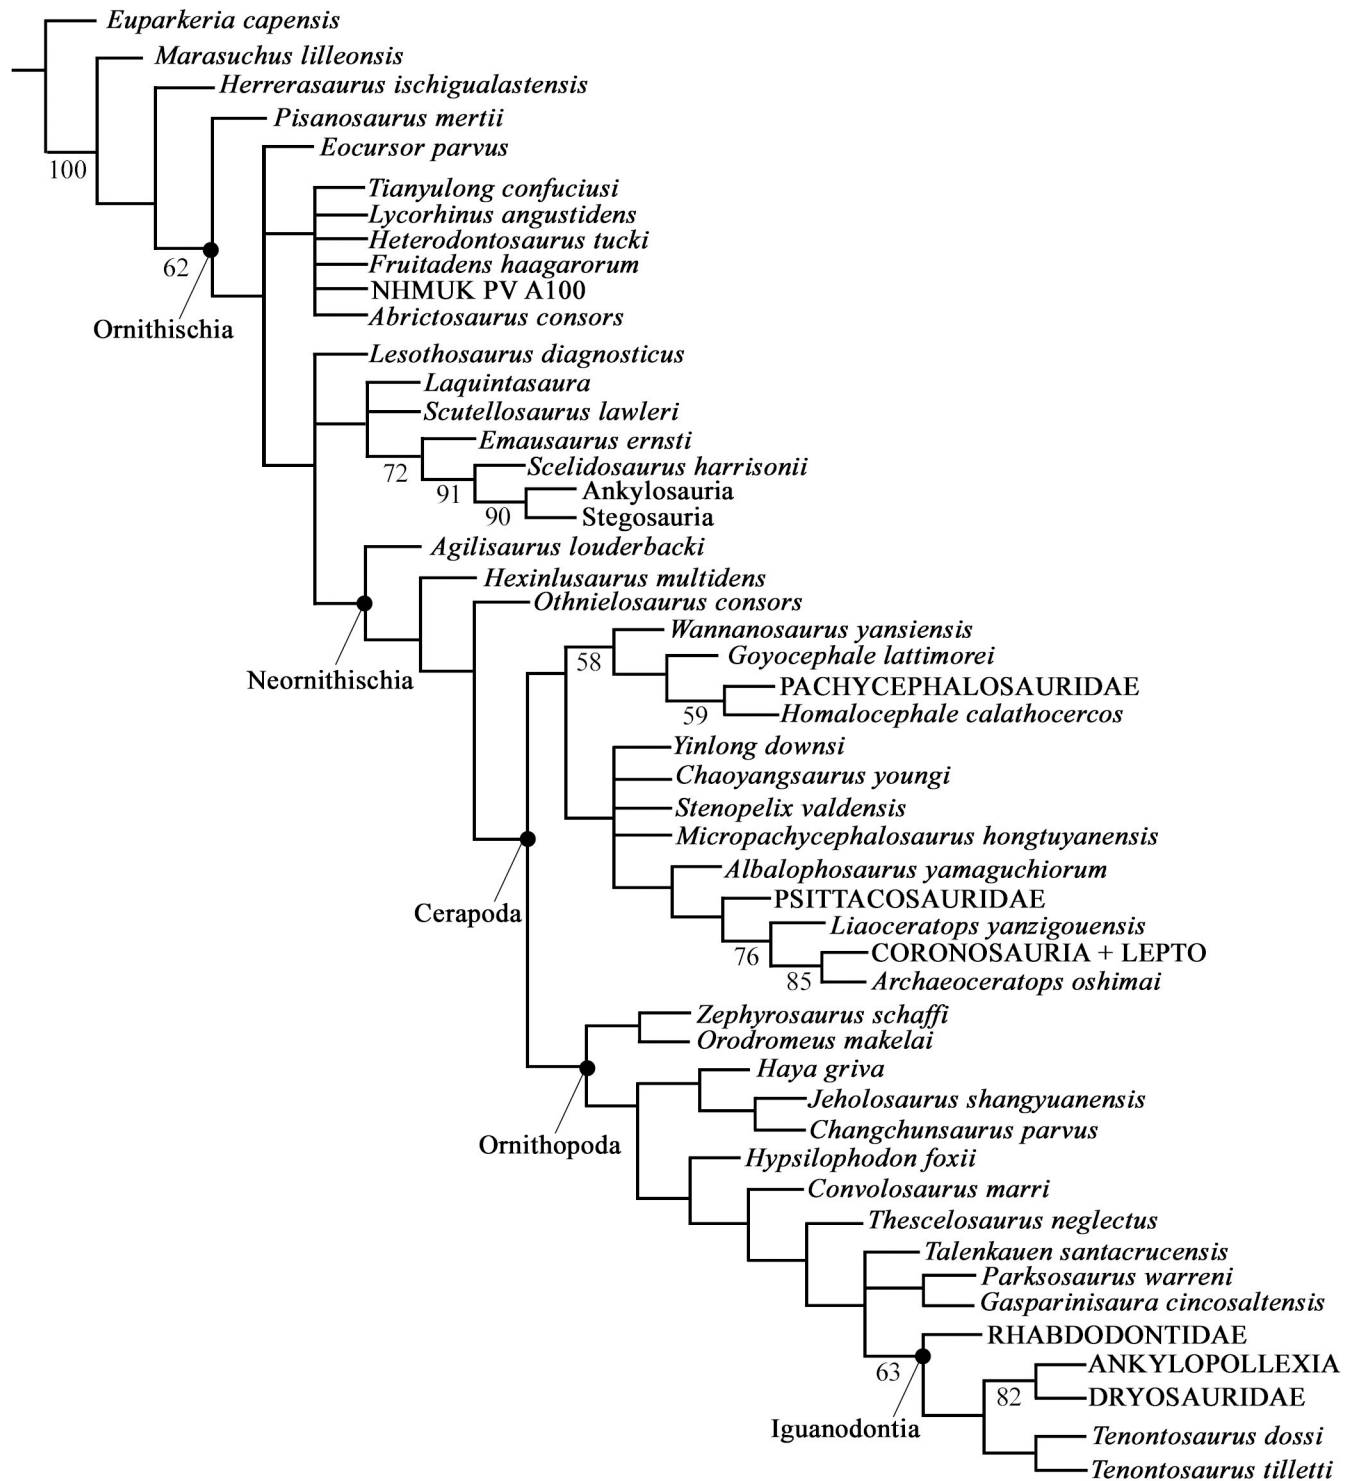 Euparkeria capensis
Marasuchus lilleonsis
Herrerasaurus ischigualastensis
Pisanosaurus mertii
Eocursor parvus
100
Tianyulong confuciusi
Lycorhinus angustidens
Heterodontosaurus tucki
Fruitadens haagarorum
62
NHMUK PV A100
Abrictosaurus consors
Ornithischia
Lesothosaurus diagnosticus
Laquintasaura
Scutellosaurus lawleri
Emausaurus ernsti
72
Scelidosaurus harrisonii
91
Ankylosauria
90
Stegosauria
Agilisaurus louderbacki
Hexinlusaurus multidens
Othnielosaurus consors
Wannanosaurus yansiensis
Goyocephale lattimorei
58
Neornithischia
PACHYCEPHALOSAURIDAE
59
Homalocephale calathocercos
Yinlong downsi
Chaoyangsaurus youngi
Stenopelix valdensis
Micropachycephalosaurus hongtuyanensis
Albalophosaurus yamaguchiorum
PSITTACOSAURIDAE
Cerapoda
Liaoceratops yanzigouensis
76
CORONOSAURIA + LEPTO
85
Archaeoceratops oshimai
Zephyrosaurus schaffi
Orodromeus makelai
Haya griva
Jeholosaurus shangyuanensis
Changchunsaurus parvus
Ornithopoda
Hypsilophodon foxii
Convolosaurus marri
Thescelosaurus neglectus
Talenkauen santacrucensis
Parksosaurus warreni
Gasparinisaura cincosaltensis
RHABDODONTIDAE
63
ANKYLOPOLLEXIA
82
DRYOSAURIDAE
Iguanodontia
Tenontosaurus dossi
Tenontosaurus tilletti